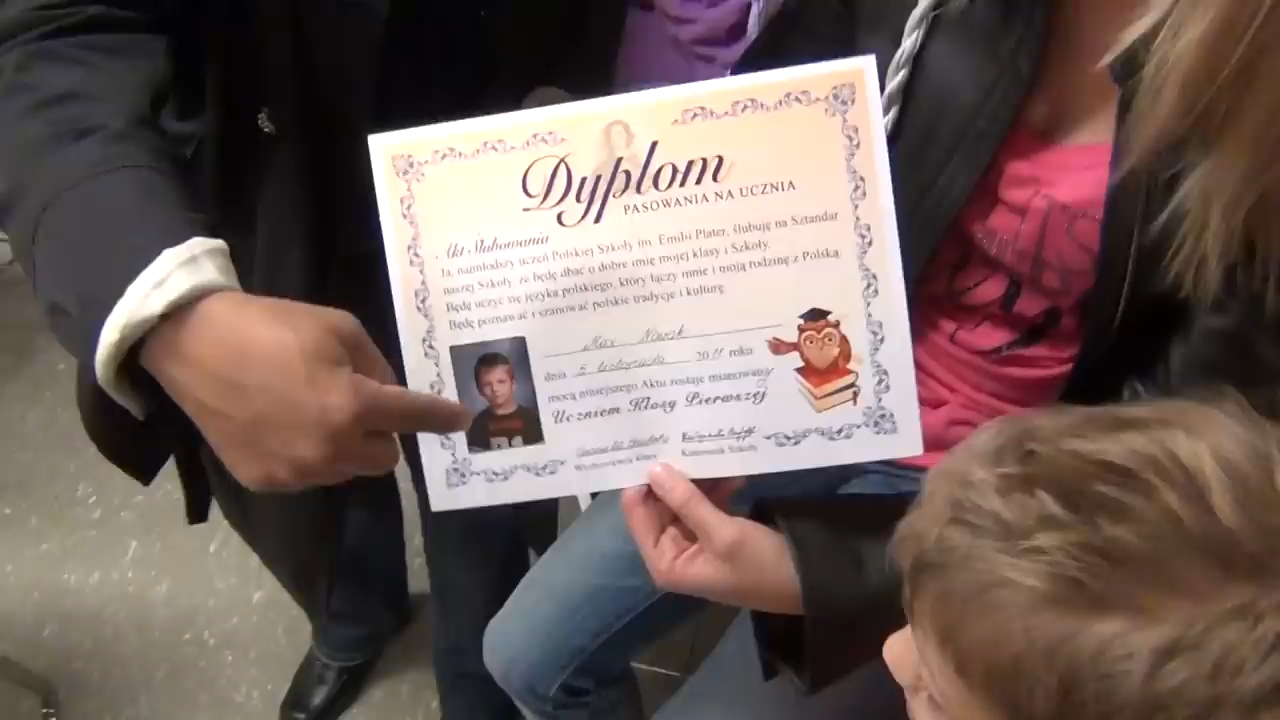 Dyplom
PASOWANIA NA UCZNIA
Akt Ślubowania
Ja, najmłodszy uczeń Polskiej Szkoły im. Emilii Plater, ślubuję na Sztandar
naszej Szkoły, że będę dbać o dobre imię mojej klasy i Szkoły.
Będę uczyć się języka polskiego, który łączy mnie i moją rodzinę z Polską.
Będę poznawać i szanować polskie tradycje i kulturę.
Max Nowak
dnia 5 listopada 2011 roku
mocą niniejszego Aktu zostaje mianowany
Uczniem Klasy Pierwszej
Wychowawca Klasy
Kierownik Szkoły